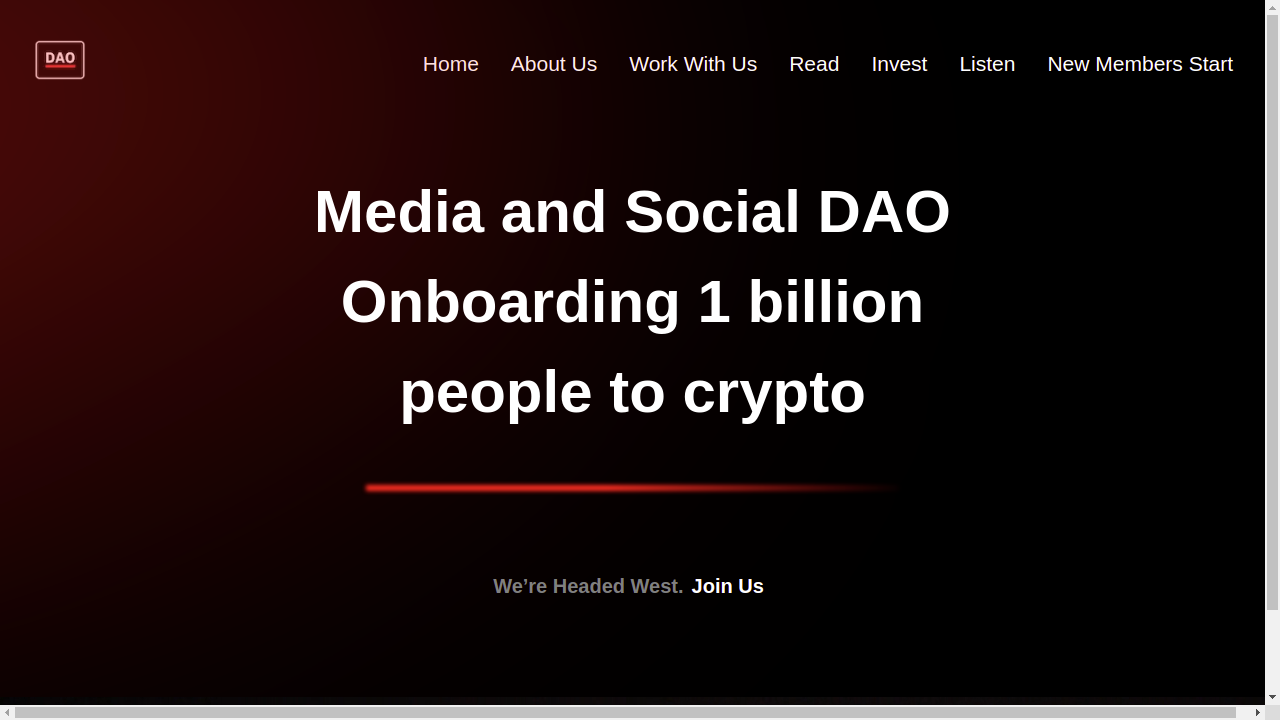 DAO
Home About Us Work With Us Read Invest Listen New Members Start
Media and Social DAO
Onboarding 1 billion
people to crypto
We’re Headed West. Join Us